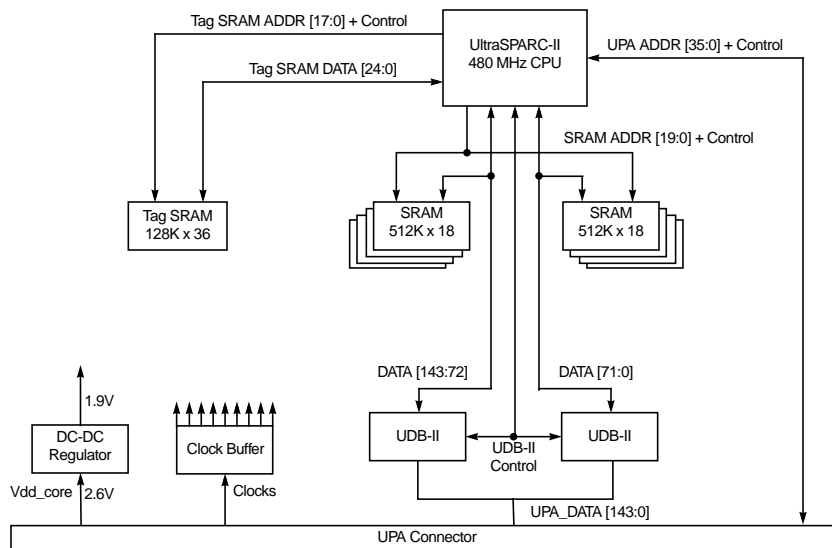 Tag SRAM ADDR [17:0] + Control
UltraSPARC-II
480 MHz CPU
UPA ADDR [35:0] + Control
Tag SRAM DATA [24:0]
SRAM ADDR [19:0] + Control
Tag SRAM
128K x 36
SRAM
512K x 18
SRAM
512K x 18
DATA [143:72]
DATA [71:0]
1.9V
DC-DC
Regulator
Clock Buffer
UDB-II
UDB-II
UDB-II
Control
Vdd_core
2.6V
Clocks
UPA_DATA [143:0]
UPA Connector